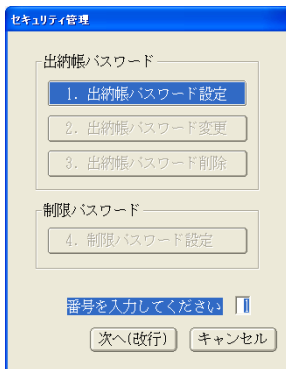 セキュリティ管理
出納帳パスワード
1. 出納帳パスワード設定
2. 出納帳パスワード変更
3. 出納帳パスワード削除
制限パスワード
4. 制限パスワード設定
番号を入力してください
次へ(改行) キャンセル